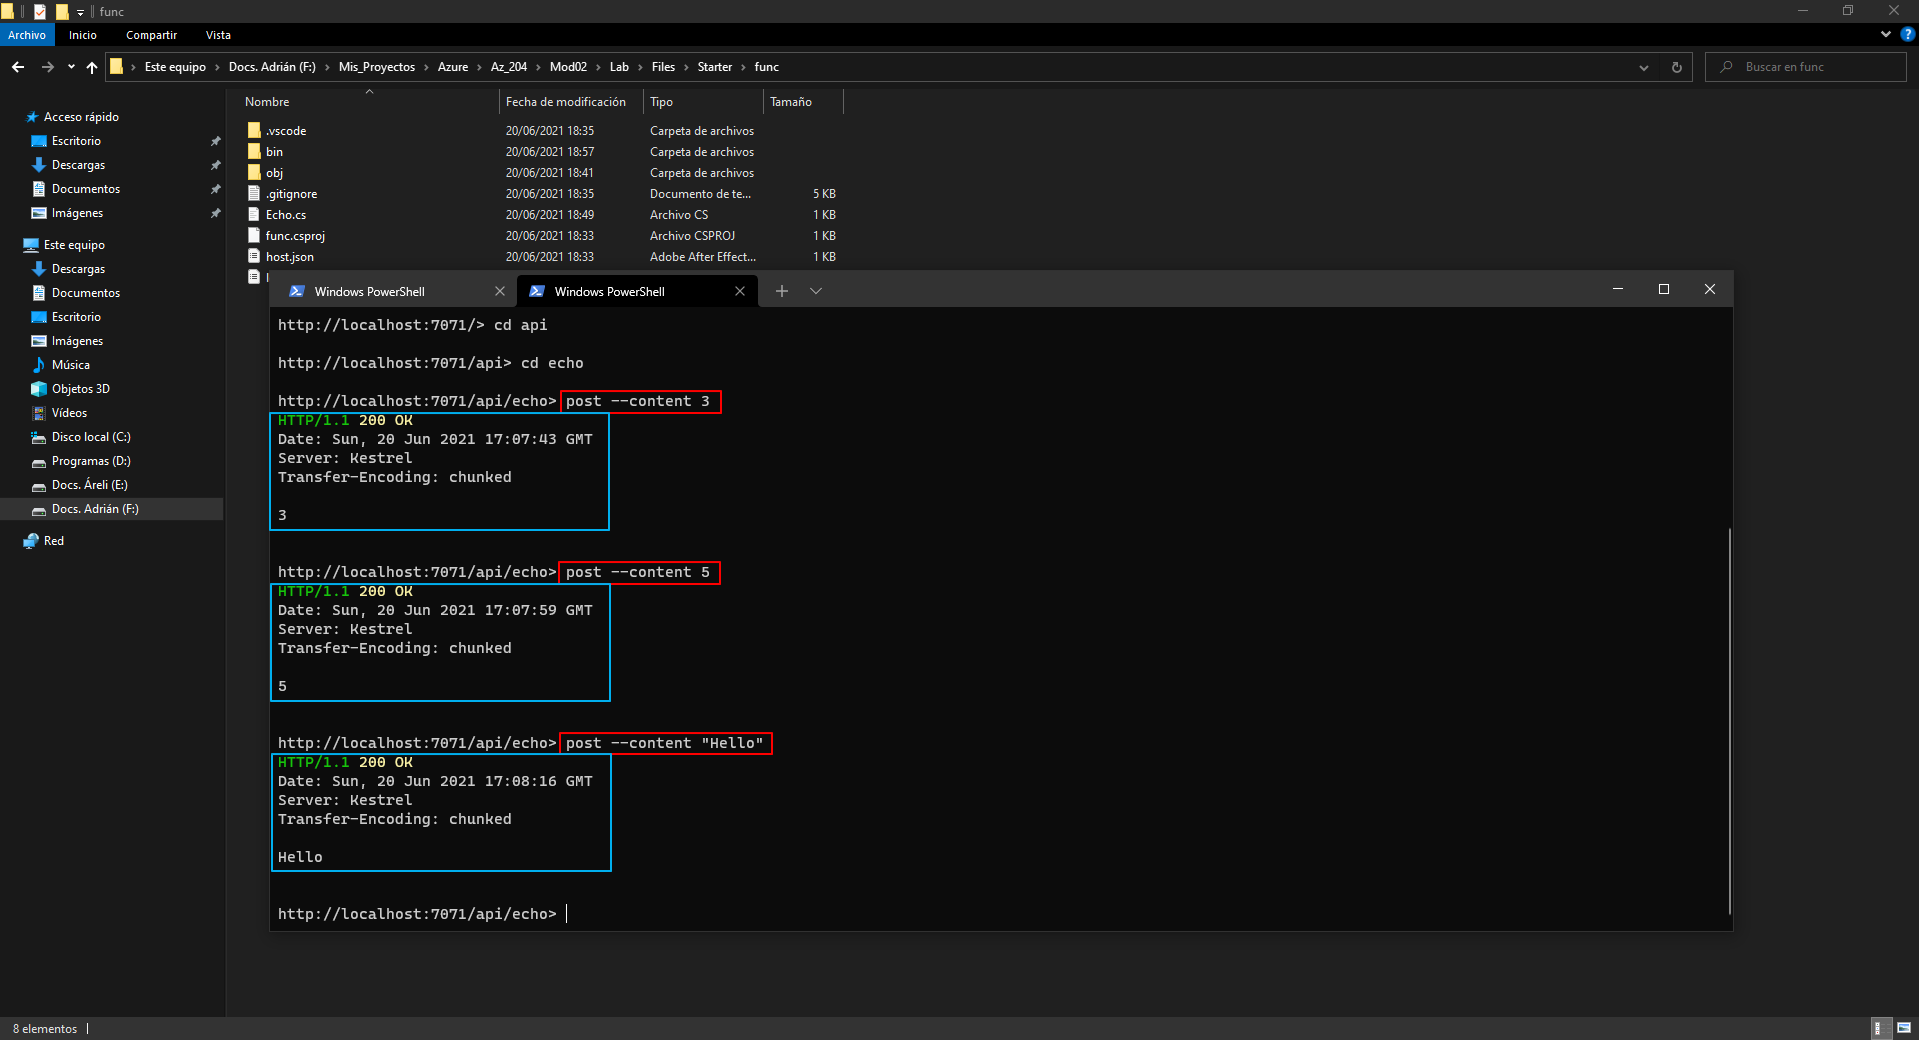 func
Archivo Inicio Compartir Vista
Este equipo Docs. Adrián (F:) Mis_Proyectos Azure Az_204 Mod02 Lab Files Starter func
Buscar en func
Acceso rápido
Escritorio
Descargas
Documentos
Imágenes
Este equipo
Descargas
Documentos
Escritorio
Imágenes
Música
Objetos 3D
Vídeos
Disco local (C:)
Programas (D:)
Docs. Áreli (E:)
Docs. Adrián (F:)
Red
Nombre Fecha de modificación Tipo Tamaño
.vscode 20/06/2021 18:35 Carpeta de archivos
bin 20/06/2021 18:57 Carpeta de archivos
obj 20/06/2021 18:41 Carpeta de archivos
.gitignore 20/06/2021 18:35 Documento de te... 5 KB
Echo.cs 20/06/2021 18:49 Archivo CS 1 KB
func.csproj 20/06/2021 18:33 Archivo CSPROJ 1 KB
host.json 20/06/2021 18:33 Adobe After Effect... 1 KB
Windows PowerShell Windows PowerShell
http://localhost:7071/> cd api
http://localhost:7071/api> cd echo
http://localhost:7071/api/echo> post --content 3
HTTP/1.1 200 OK
Date: Sun, 20 Jun 2021 17:07:43 GMT
Server: Kestrel
Transfer-Encoding: chunked
3
http://localhost:7071/api/echo> post --content 5
HTTP/1.1 200 OK
Date: Sun, 20 Jun 2021 17:07:59 GMT
Server: Kestrel
Transfer-Encoding: chunked
5
http://localhost:7071/api/echo> post --content "Hello"
HTTP/1.1 200 OK
Date: Sun, 20 Jun 2021 17:08:16 GMT
Server: Kestrel
Transfer-Encoding: chunked
Hello
http://localhost:7071/api/echo>
8 elementos